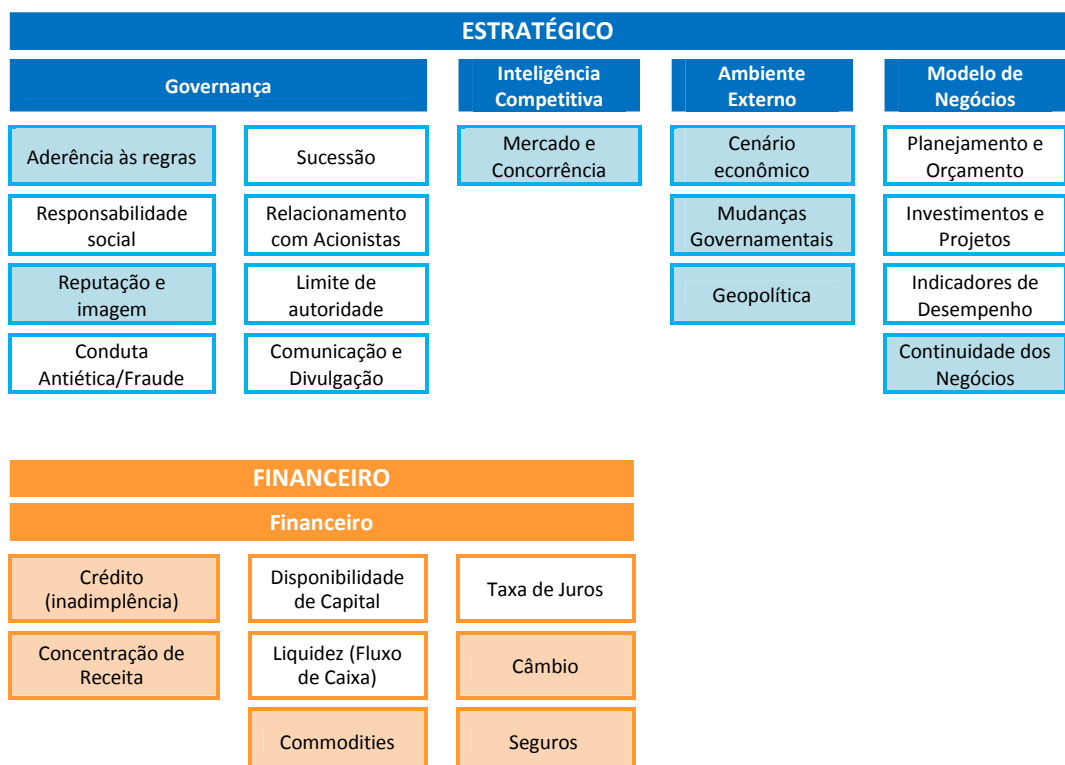 ESTRATÉGICO
Governança
Inteligência
Competitiva
Ambiente
Externo
Modelo de
Negócios
Aderência às regras
Sucessão
Mercado e
Concorrência
Cenário
econômico
Planejamento e
Orçamento
Responsabilidade
social
Relacionamento
com Acionistas
Mudanças
Governamentais
Investimentos e
Projetos
Reputação e
imagem
Limite de
autoridade
Geopolítica
Indicadores de
Desempenho
Conduta
Antiética/Fraude
Comunicação e
Divulgação
Continuidade dos
Negócios
FINANCEIRO
Financeiro
Crédito
(inadimplência)
Disponibilidade
de Capital
Taxa de Juros
Concentração de
Receita
Liquidez (Fluxo
de Caixa)
Câmbio
Commodities
Seguros